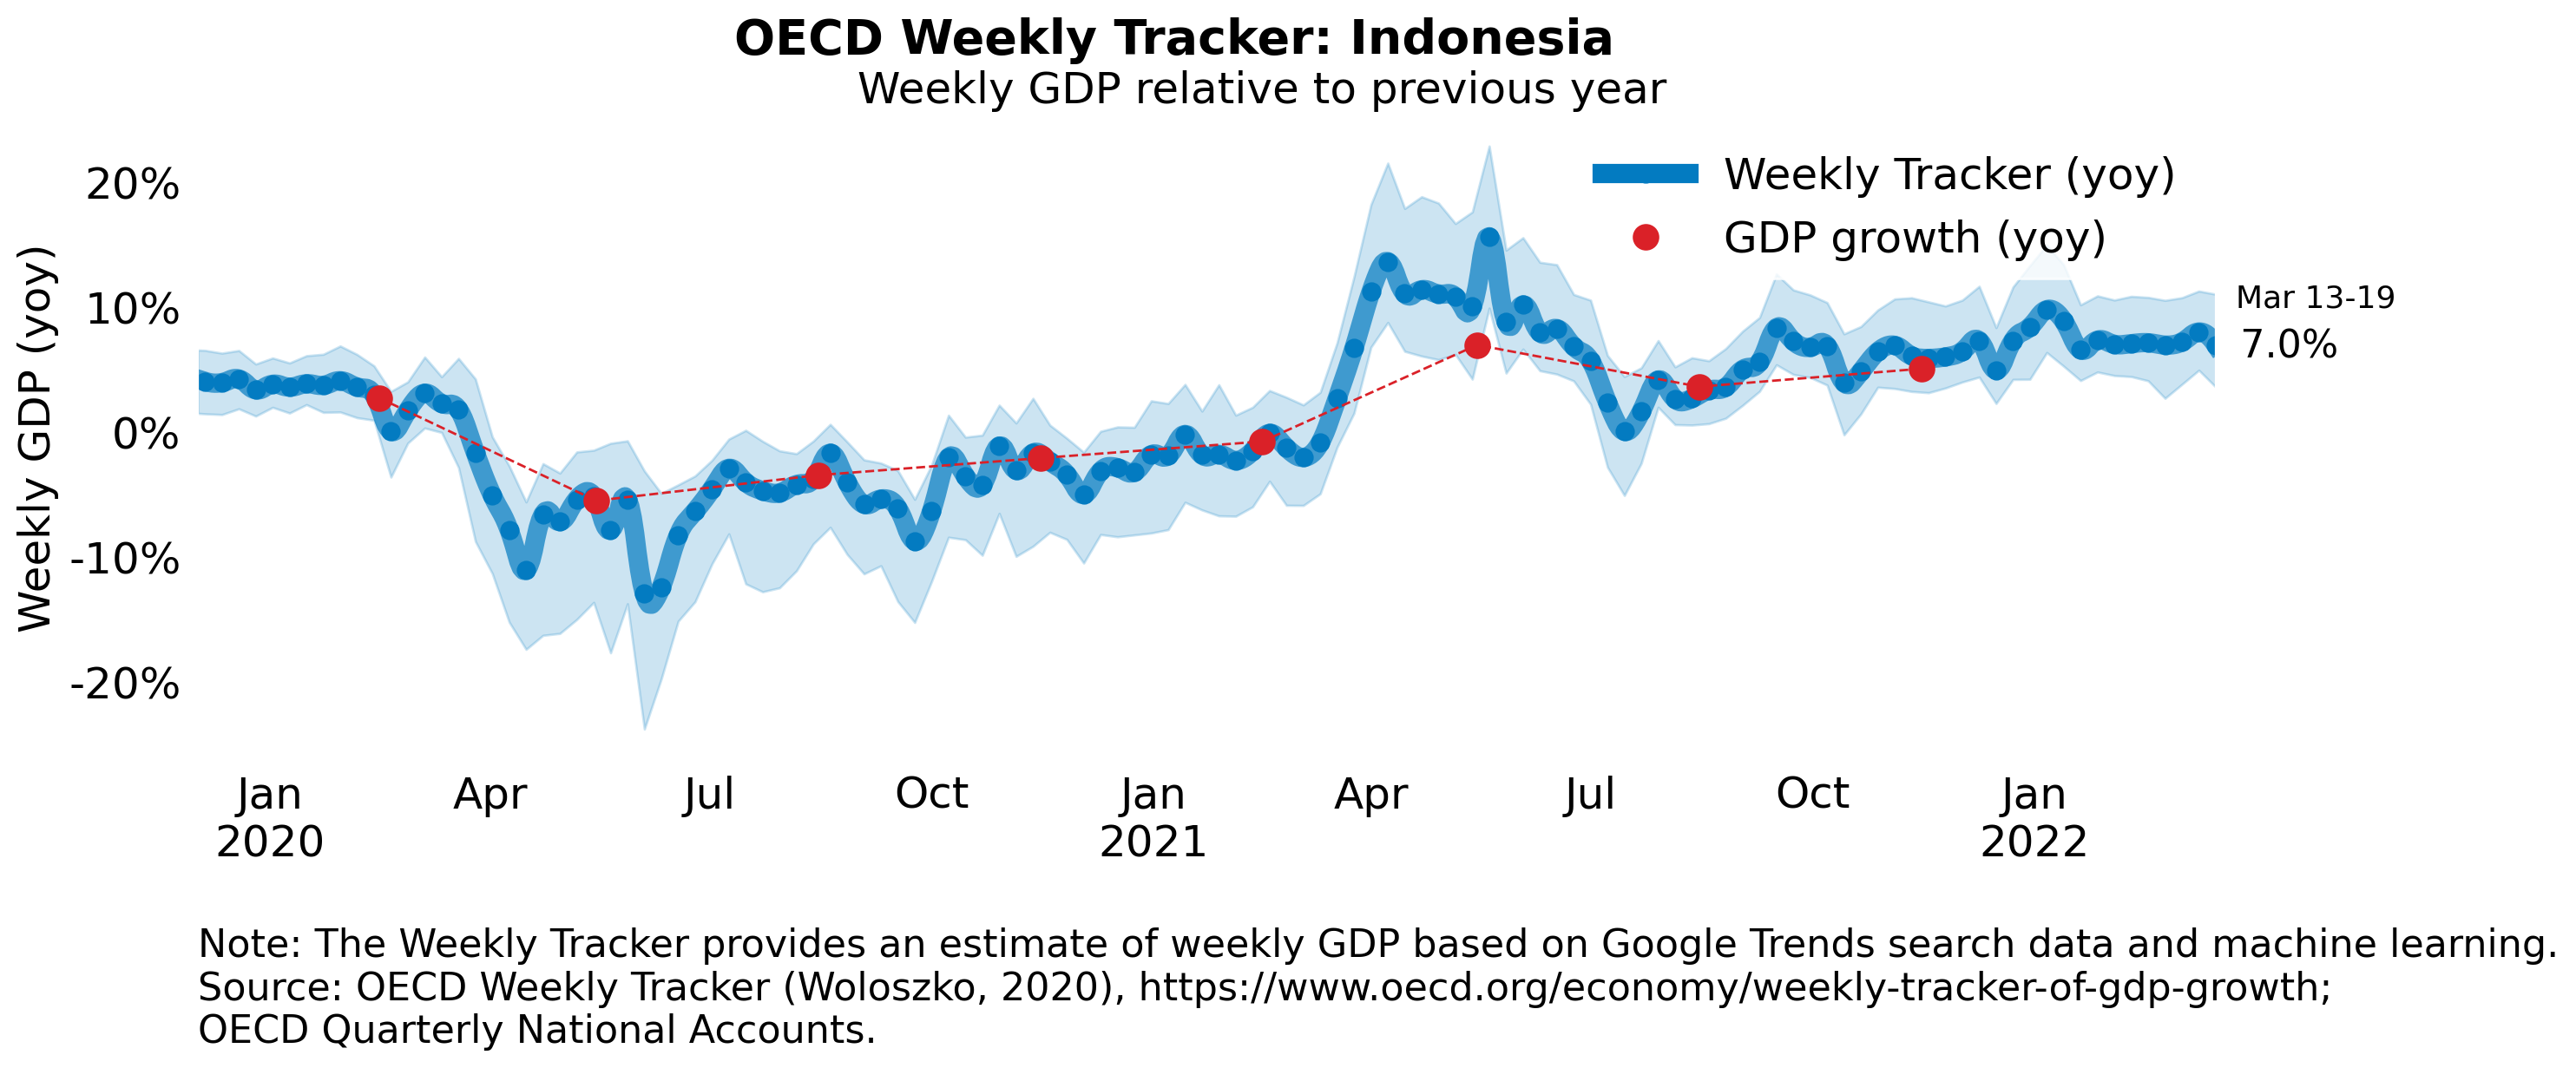 OECD Weekly Tracker: Indonesia
Weekly GDP relative to previous year
Weekly Tracker (yoy)
GDP growth (yoy)
Weekly GDP (yoy)
20%
10%
0%
-10%
-20%
Mar 13-19
7.0%
Jan
2020
Apr
Jul
Oct
Jan
2021
Apr
Jul
Oct
Jan
2022
Note: The Weekly Tracker provides an estimate of weekly GDP based on Google Trends search data and machine learning.
Source: OECD Weekly Tracker (Woloszko, 2020), https://www.oecd.org/economy/weekly-tracker-of-gdp-growth;
OECD Quarterly National Accounts.